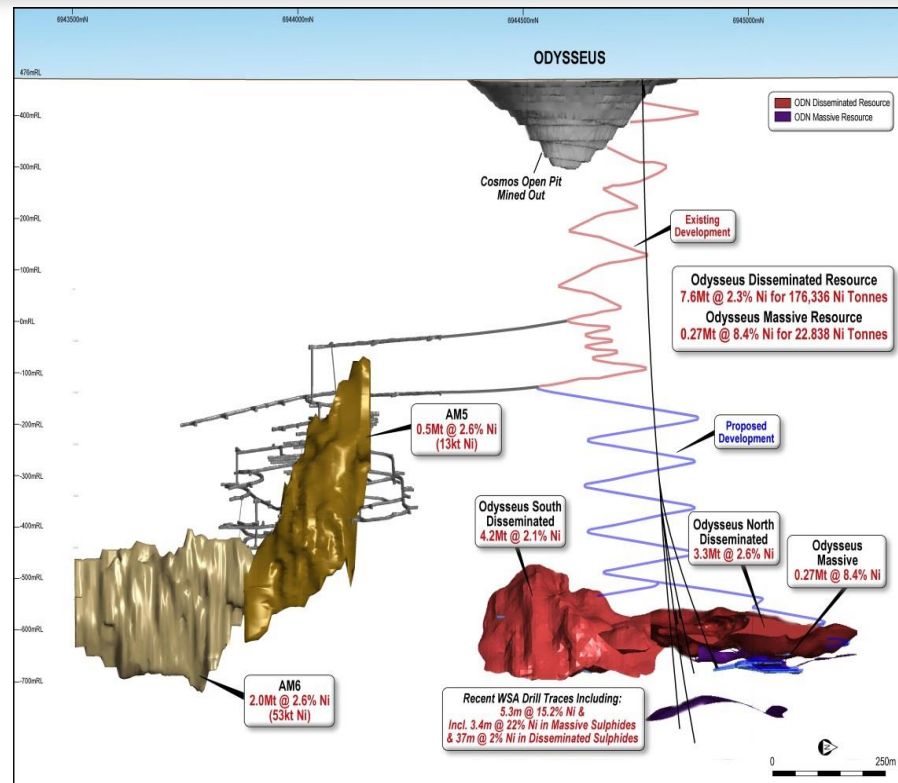 6943500mN
6944000mN
6944500mN
6945000mN
ODYSSEUS
476mRL
400mRL
300mRL
200mRL
100mRL
0mRL
-100mRL
-200mRL
-300mRL
-400mRL
-500mRL
-600mRL
-700mRL
ODN Disseminated Resource
ODN Massive Resource
Cosmos Open Pit
Mined Out
Existing
Development
Odysseus Disseminated Resource
7.6Mt @ 2.3% Ni for 176,336 Ni Tonnes
Odysseus Massive Resource
0.27Mt @ 8.4% Ni for 22.838 Ni Tonnes
AM5
0.5Mt @ 2.6% Ni
(13kt Ni)
Proposed
Development
Odysseus South
Disseminated
4.2Mt @ 2.1% Ni
Odysseus North
Disseminated
3.3Mt @ 2.6% Ni
Odysseus
Massive
0.27Mt @ 8.4% Ni
AM6
2.0Mt @ 2.6% Ni
(53kt Ni)
Recent WSA Drill Traces Including:
5.3m @ 15.2% Ni &
Incl. 3.4m @ 22% Ni in Massive Sulphides
& 37m @ 2% Ni in Disseminated Sulphides
N
0
250m